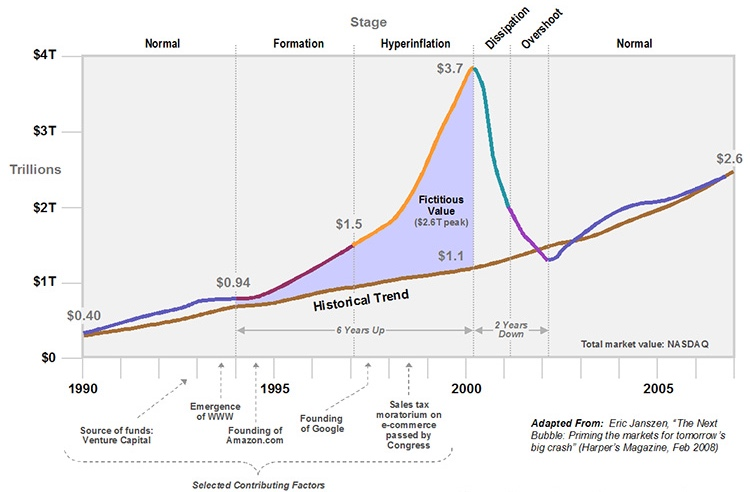 Stage
Normal
Formation
Hyperinflation
Dissipation
Overshoot
Normal
$4T
$3T
Trillions
$2T
$1T
$0
$3.7
$2.6
Fictitious
Value
($2.6T peak)
$1.5
$1.1
$0.94
$0.40
Historical Trend
6 Years Up
2 Years
Down
Total market value: NASDAQ
1990
1995
2000
2005
Source of funds:
Venture Capital
Emergence
of WWW
Founding of
Amazon.com
Founding
of Google
Sales tax
moratorium on
e-commerce
passed by
Congress
Selected Contributing Factors
Adapted From: Eric Janszen, “The Next
Bubble: Priming the markets for tomorrow’s
big crash” (Harper’s Magazine, Feb 2008)